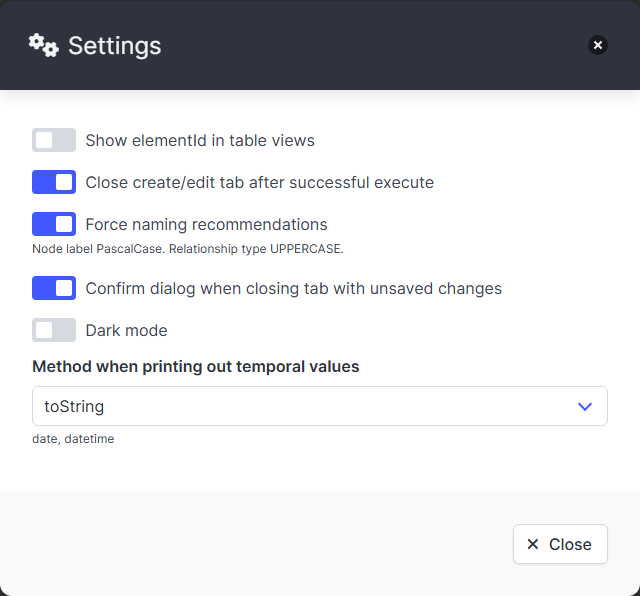 Settings
Show elementId in table views
Close create/edit tab after successful execute
Force naming recommendations
Node label PascalCase. Relationship type UPPERCASE.
Confirm dialog when closing tab with unsaved changes
Dark mode
Method when printing out temporal values
toString
date, datetime
Close